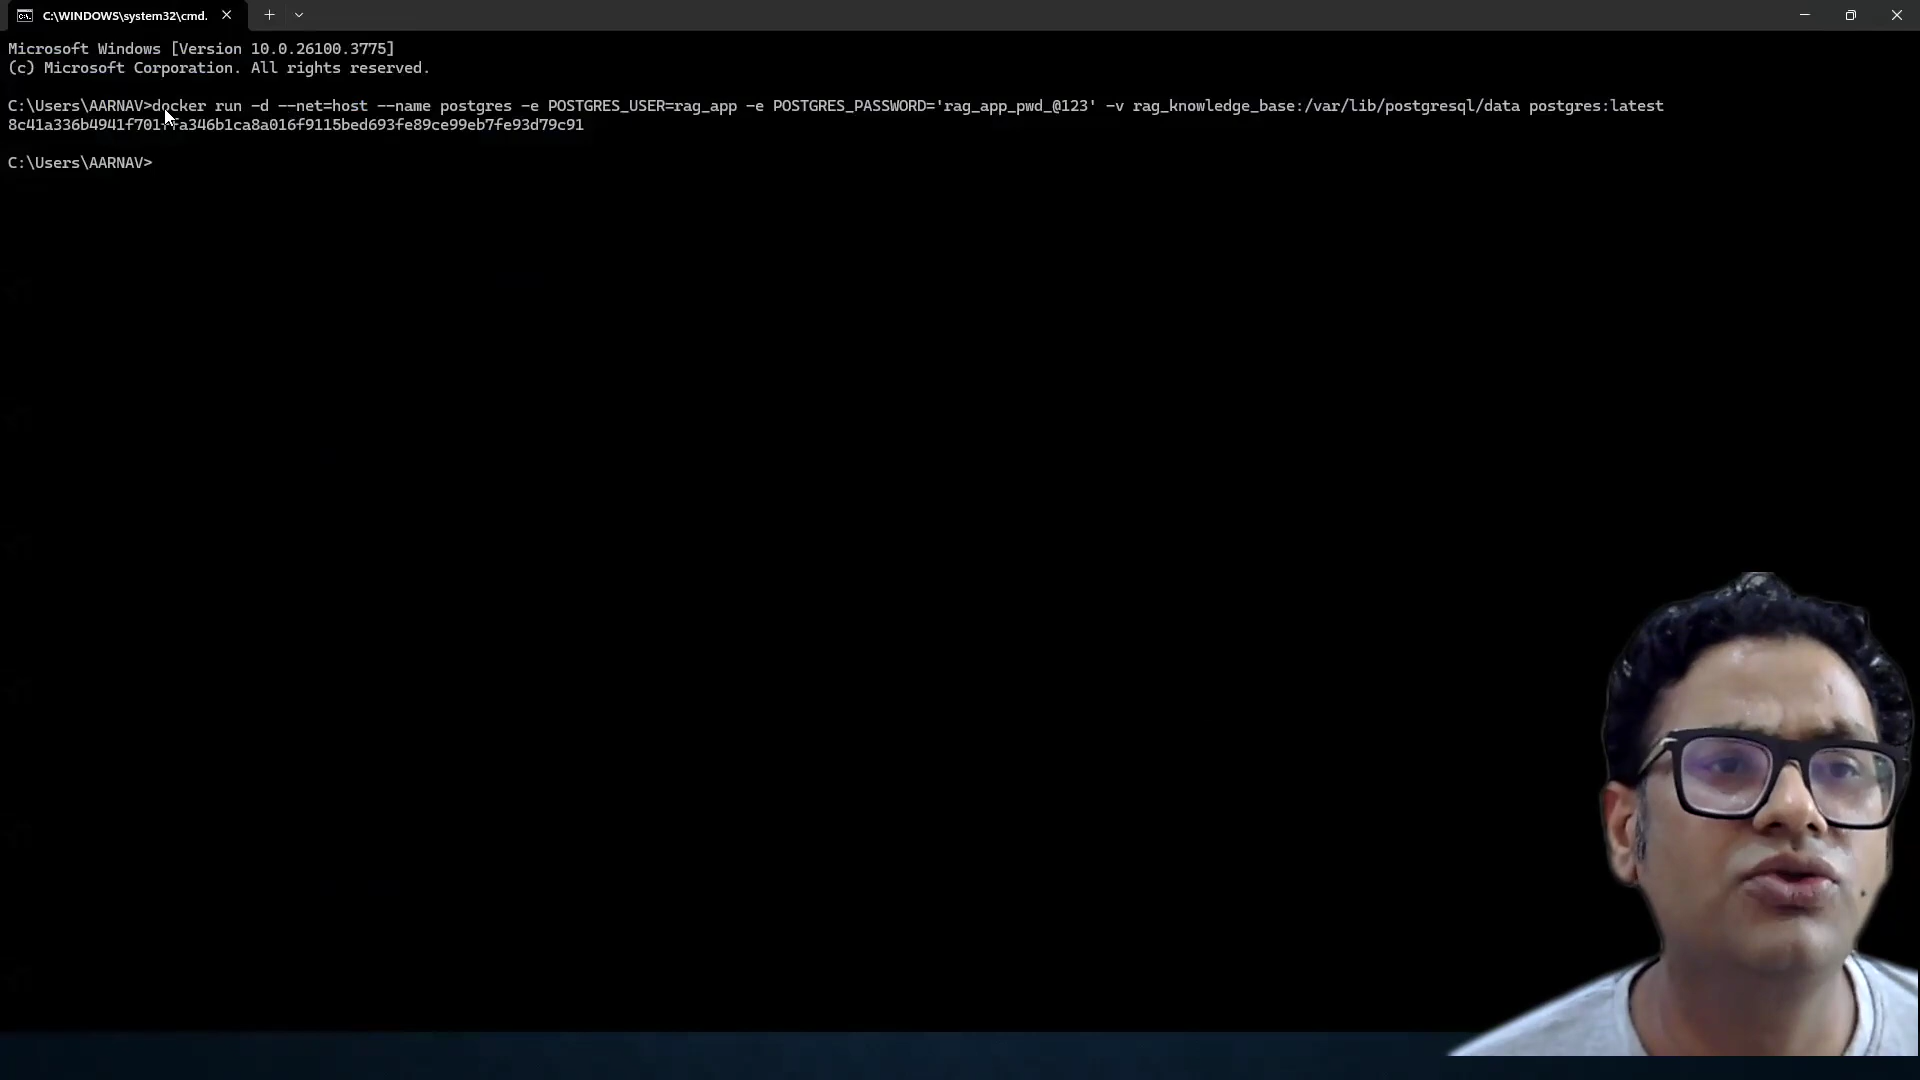 C:\WINDOWS\system32\cmd.
Microsoft Windows [Version 10.0.26100.3775]
(c) Microsoft Corporation. All rights reserved.
C:\Users\AARNAV>docker run -d --net=host --name postgres -e POSTGRES_USER=rag_app -e POSTGRES_PASSWORD='rag_app_pwd_@123' -v rag_knowledge_base:/var/lib/postgresql/data postgres:latest
8c41a336b4941f701ffa346b1ca8a016f9115bed693fe89ce99eb7fe93d79c91
C:\Users\AARNAV>